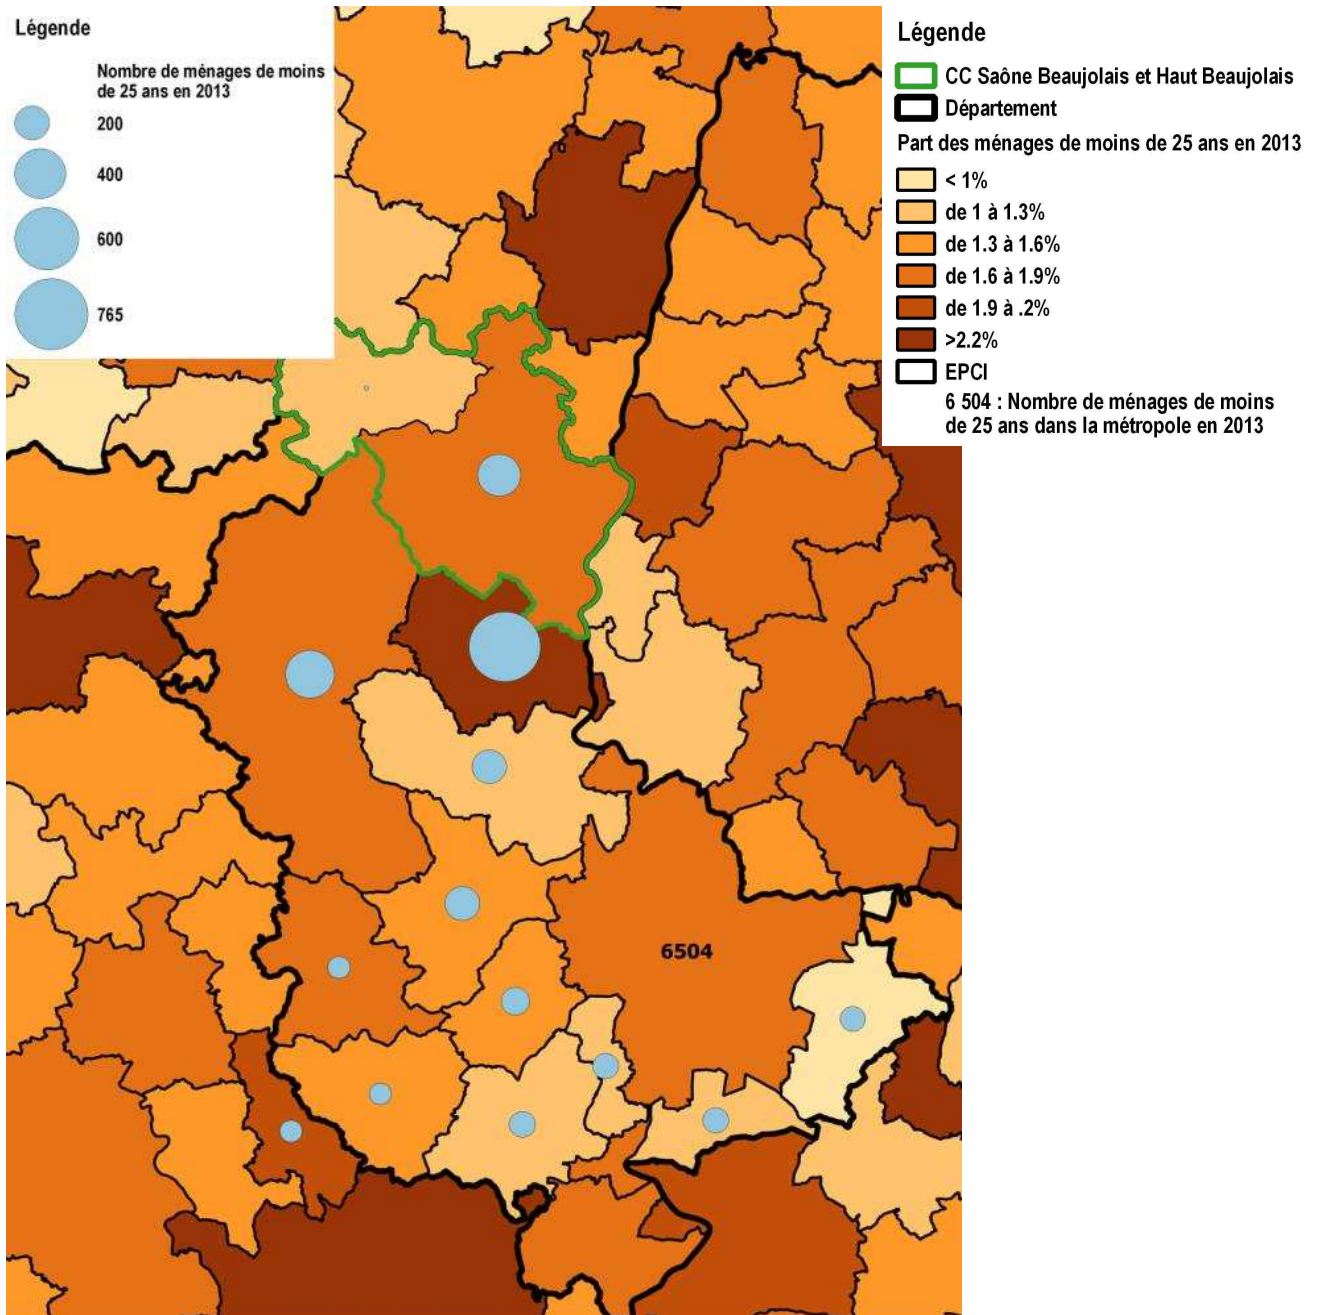 Légende
Nombre de ménages de moins
de 25 ans en 2013
200
400
600
765
Légende
CC Saône Beaujolais et Haut Beaujolais
Département
Part des ménages de moins de 25 ans en 2013
< 1%
de 1 à 1.3%
de 1.3 à 1.6%
de 1.6 à 1.9%
de 1.9 à .2%
>2.2%
EPCI
6 504 : Nombre de ménages de moins
de 25 ans dans la métropole en 2013
6504